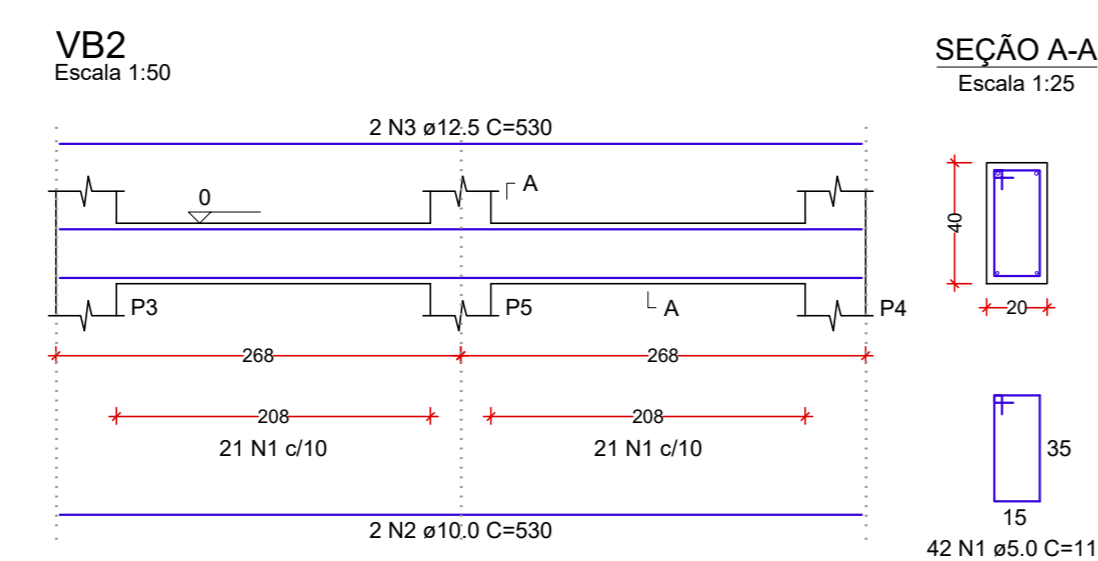 VB2
Escala 1:50
SEÇÃO A-A
Escala 1:25
2 N3 ø12.5 C=530
0
A
40
P3
P5
A
P4
20
268
268
208
208
21 N1 c/10
21 N1 c/10
35
15
2 N2 ø10.0 C=530
42 N1 ø5.0 C=11